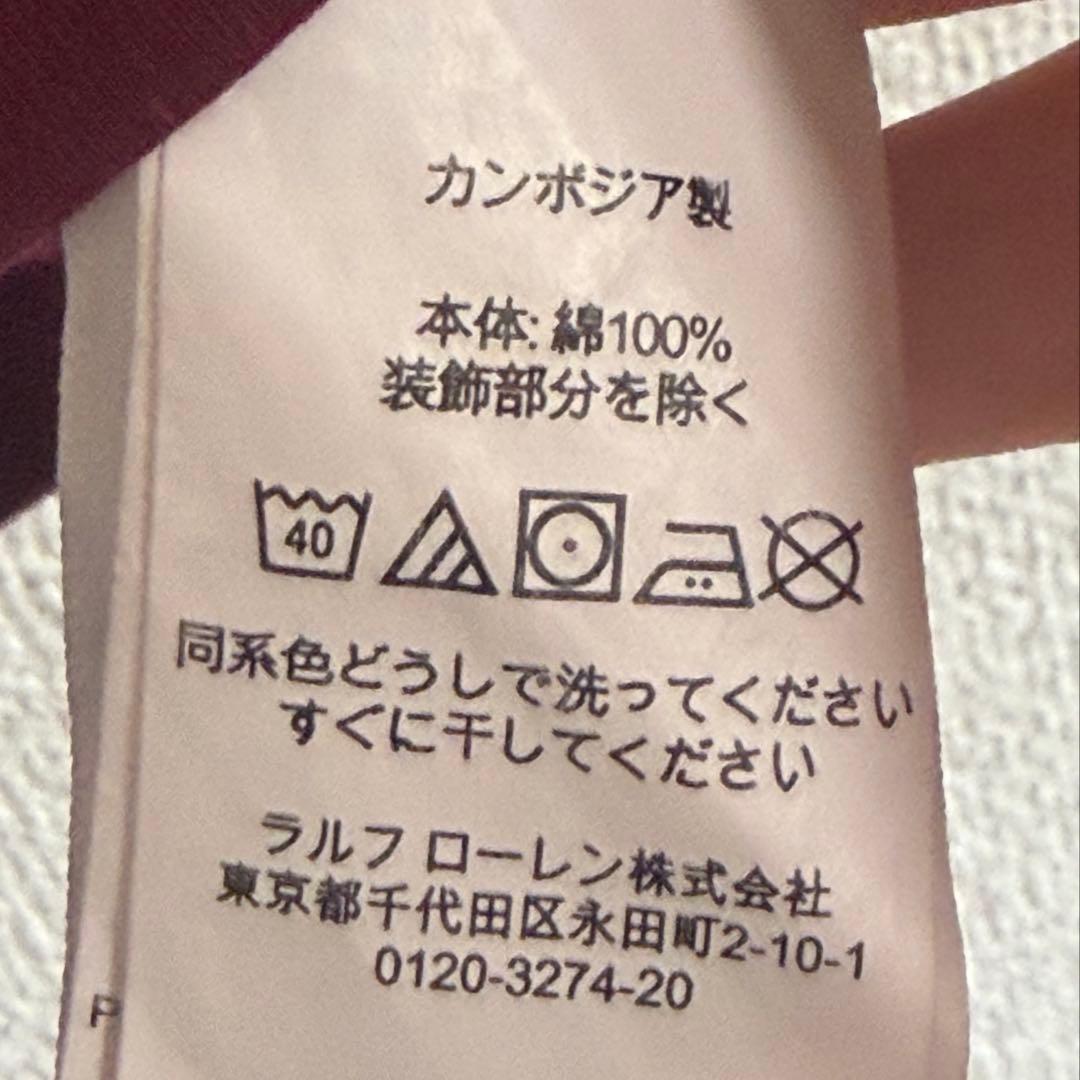 カンボジア製
本体: 綿100%
装飾部分を除く
40
同系色どうしで洗ってください
すぐに干してください
ラルフ ローレン株式会社
東京都千代田区永田町2-10-1
0120-3274-20
P